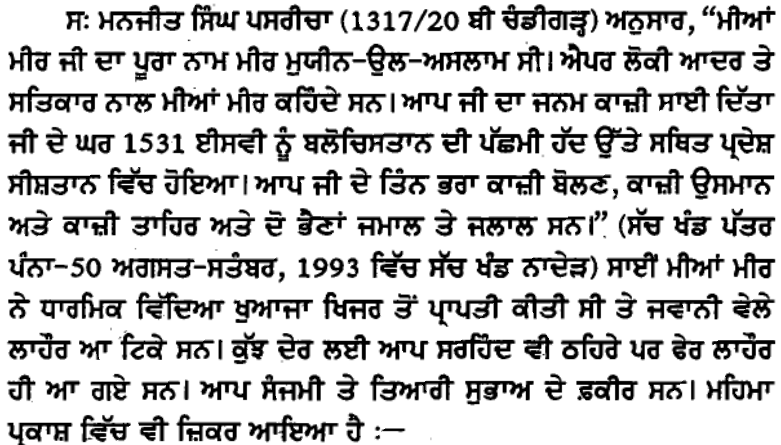 ਸਃ ਮਨਜੀਤ ਸਿੰਘ ਪਸਰੀਚਾ (1317/20 ਬੀ ਚੰਡੀਗੜ੍ਹ) ਅਨੁਸਾਰ, “ਮੀਆਂ
ਮੀਰ ਜੀ ਦਾ ਪੂਰਾ ਨਾਮ ਮੀਰ ਮੁਯੀਨ-ਉਲ-ਅਸਲਾਮ ਸੀ। ਐਪਰ ਲੋਕੀ ਆਦਰ ਤੇ
ਸਤਿਕਾਰ ਨਾਲ ਮੀਆਂ ਮੀਰ ਕਹਿੰਦੇ ਸਨ। ਆਪ ਜੀ ਦਾ ਜਨਮ ਕਾਜ਼ੀ ਸਾਈ ਦਿੱਤਾ
ਜੀ ਦੇ ਘਰ 1531 ਈਸਵੀ ਨੂੰ ਬਲੋਚਿਸਤਾਨ ਦੀ ਪੱਛਮੀ ਹੱਦ ਉੱਤੇ ਸਥਿਤ ਪ੍ਰਦੇਸ਼
ਸੀਸ਼ਤਾਨ ਵਿੱਚ ਹੋਇਆ। ਆਪ ਜੀ ਦੇ ਤਿੰਨ ਭਰਾ ਕਾਜ਼ੀ ਬੋਲਣ, ਕਾਜ਼ੀ ਉਸਮਾਨ
ਅਤੇ ਕਾਜ਼ੀ ਤਾਹਿਰ ਅਤੇ ਦੋ ਭੈਣਾਂ ਜਮਾਲ ਤੇ ਜਲਾਲ ਸਨ।” (ਸੱਚ ਖੰਡ ਪੱਤਰ
ਪੰਨਾ-50 ਅਗਸਤ-ਸਤੰਬਰ, 1993 ਵਿੱਚ ਸੱਚ ਖੰਡ ਨਾਦੇੜ) ਸਾਈਂ ਮੀਆਂ ਮੀਰ
ਨੇ ਧਾਰਮਿਕ ਵਿੱਦਿਆ ਖੁਆਜਾ ਖਿਜਰ ਤੋਂ ਪ੍ਰਾਪਤੀ ਕੀਤੀ ਸੀ ਤੇ ਜਵਾਨੀ ਵੇਲੇ
ਲਾਹੌਰ ਆ ਟਿਕੇ ਸਨ। ਕੁੱਝ ਦੇਰ ਲਈ ਆਪ ਸਰਹਿੰਦ ਵੀ ਠਹਿਰੇ ਪਰ ਫੇਰ ਲਾਹੌਰ
ਹੀ ਆ ਗਏ ਸਨ। ਆਪ ਸੰਜਮੀ ਤੇ ਤਿਆਰੀ ਸੁਭਾਅ ਦੇ ਫ਼ਕੀਰ ਸਨ। ਮਹਿਮਾ
ਪ੍ਰਕਾਸ਼ ਵਿੱਚ ਵੀ ਜ਼ਿਕਰ ਆਇਆ ਹੈ :—